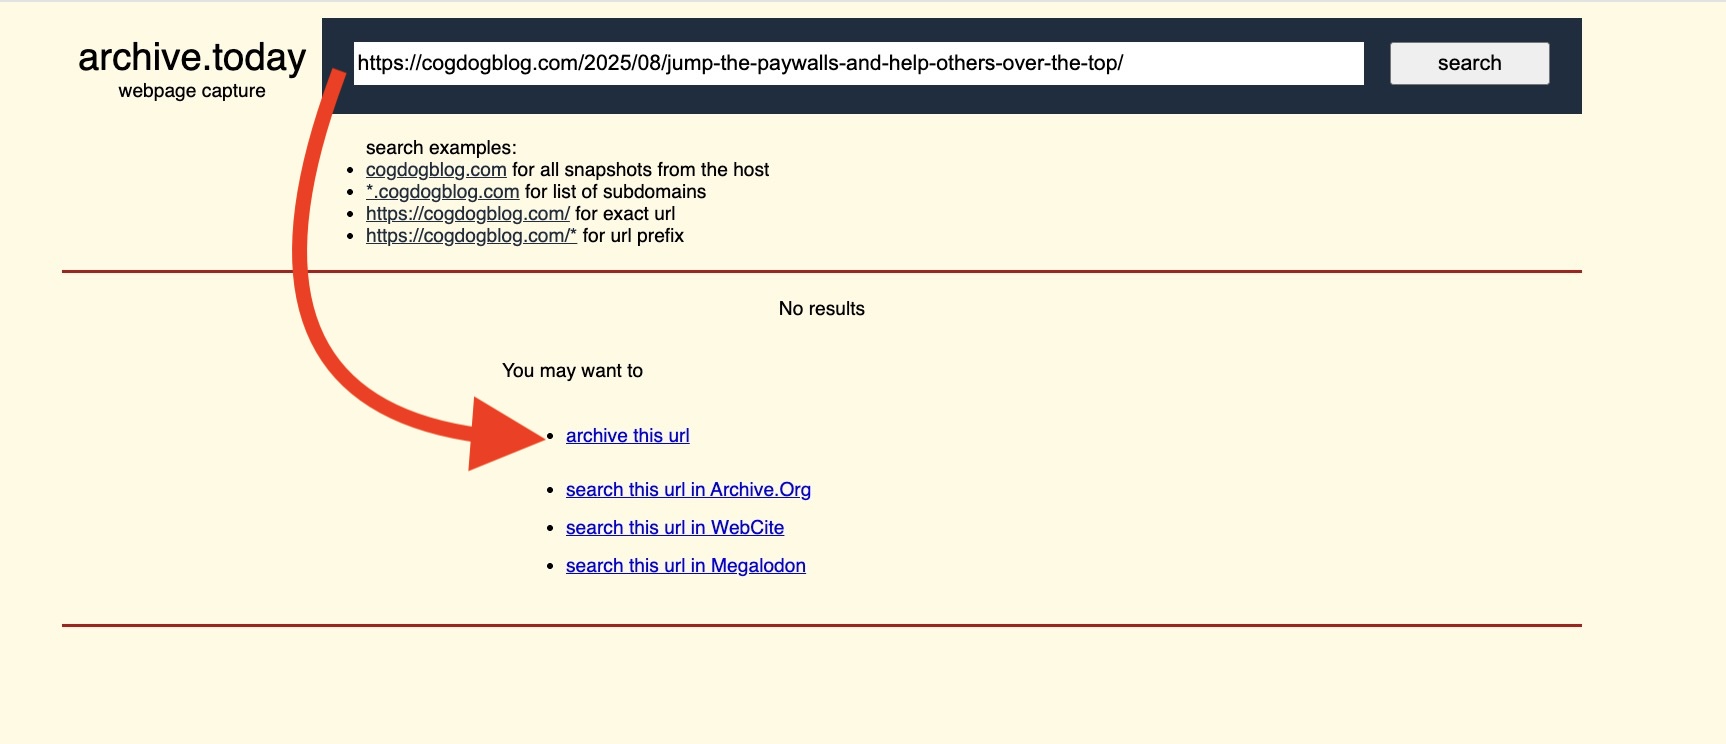 archive.today
webpage capture
https://cogdogblog.com/2025/08/jump-the-paywalls-and-help-others-over-the-top/
search
search examples:
cogdogblog.com for all snapshots from the host
*.cogdogblog.com for list of subdomains
https://cogdogblog.com/ for exact url
https://cogdogblog.com/* for url prefix
No results
You may want to
archive this url
search this url in Archive.Org
search this url in WebCite
search this url in Megalodon